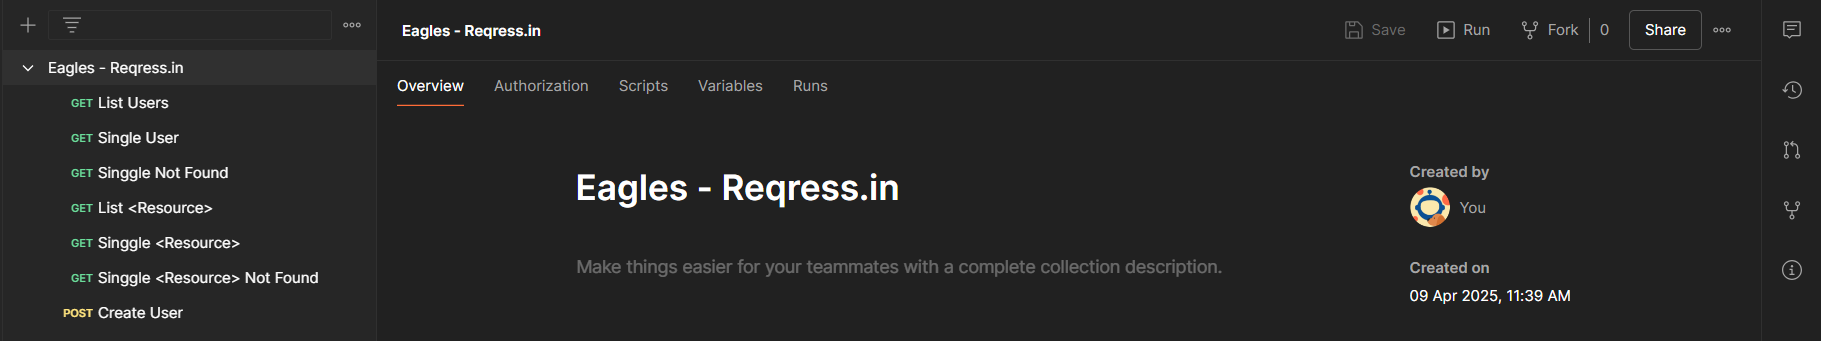 Eagles - Reqress.in
GET List Users
GET Single User
GET Singgle Not Found
GET List <Resource>
GET Singgle <Resource>
GET Singgle <Resource> Not Found
POST Create User
Eagles - Reqress.in
Save Run Fork 0 Share
Overview Authorization Scripts Variables Runs
Eagles - Reqress.in
Make things easier for your teammates with a complete collection description.
Created by
You
Created on
09 Apr 2025, 11:39 AM